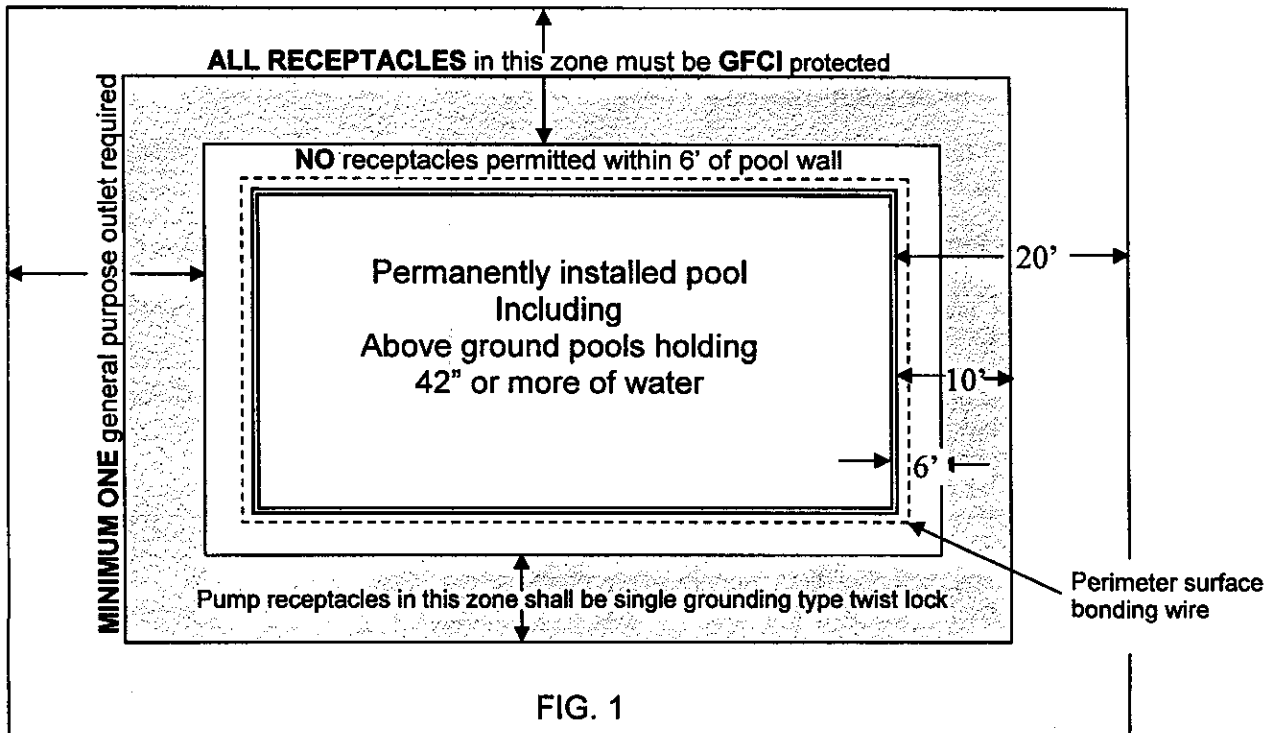 ALL RECEPTACLES in this zone must be GFCI protected
MINIMUM ONE general purpose outlet required
NO receptacles permitted within 6' of pool wall
Permanently installed pool
Including
Above ground pools holding
42” or more of water
20’
10’
6’
Pump receptacles in this zone shall be single grounding type twist lock
Perimeter surface
bonding wire
FIG. 1